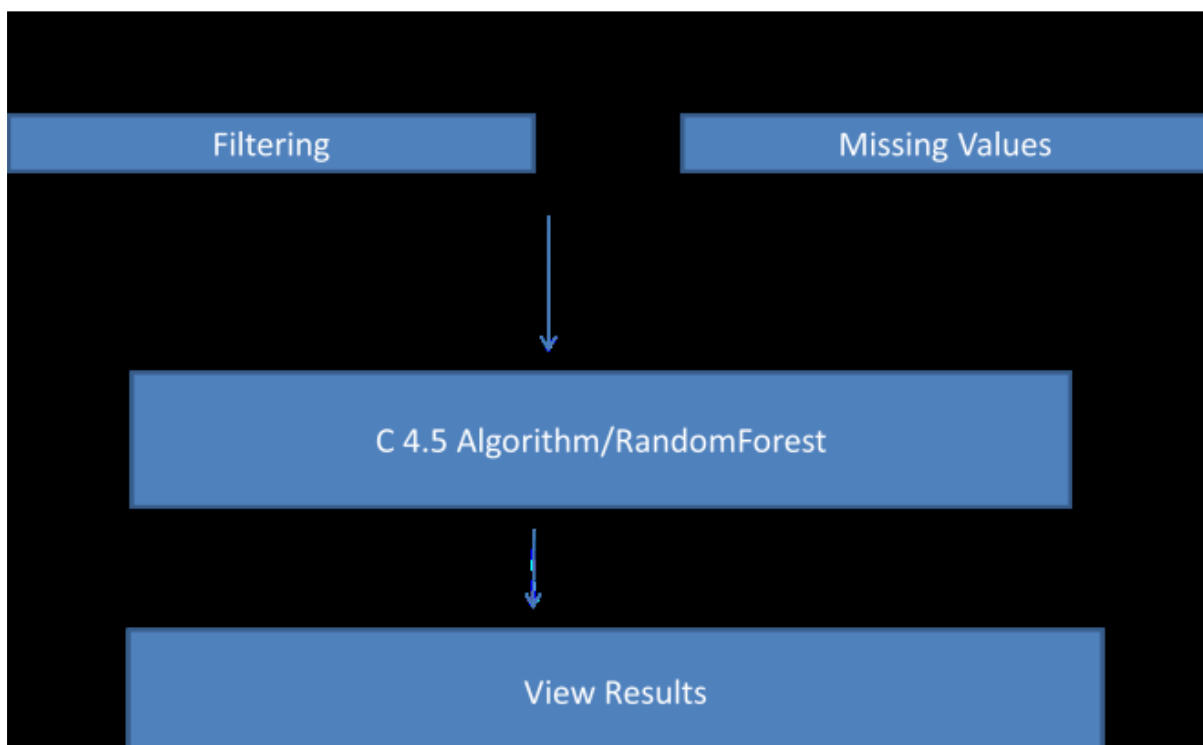 Filtering
Missing Values
C 4.5 Algorithm/RandomForest
View Results